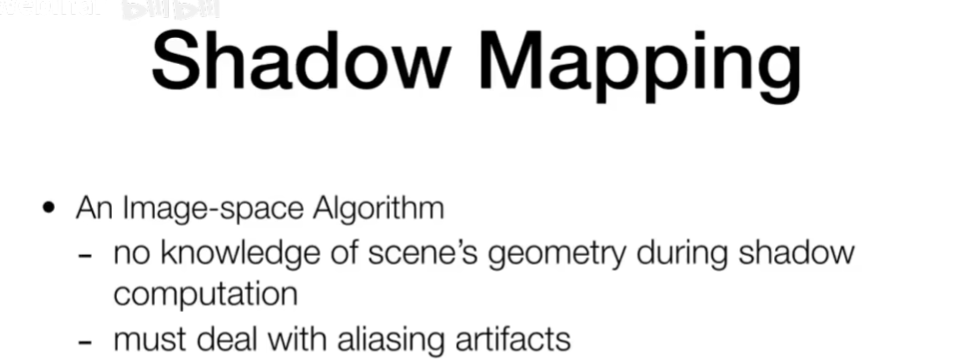 Shadow Mapping
• An Image-space Algorithm
- no knowledge of scene's geometry during shadow
computation
- must deal with aliasing artifacts